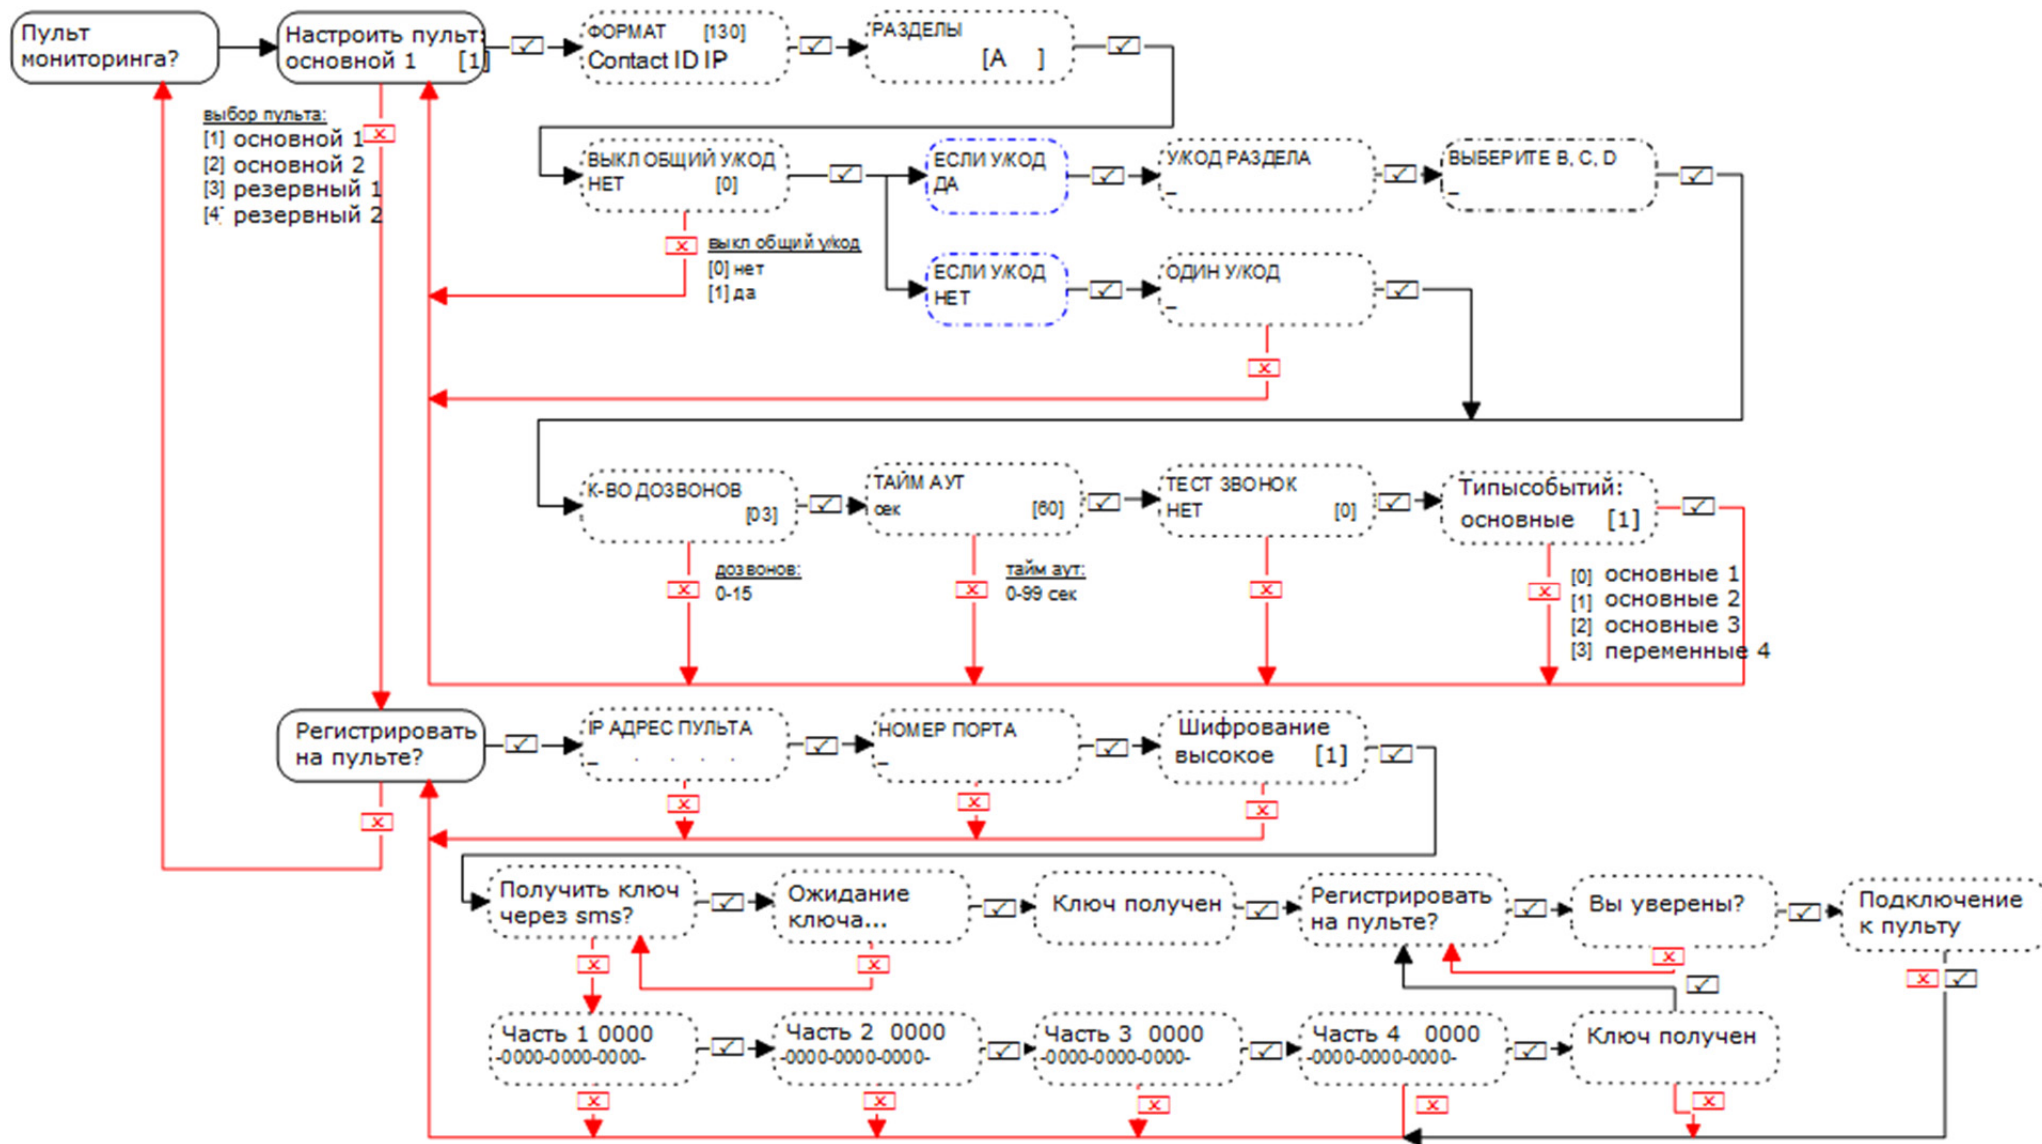 Пульт
мониторинга?
Настроить пульт:
основной 1 [1]
ФОРМАТ [130]
Contact ID IP
РАЗДЕЛЫ
[A ]
выбор пульта:
[1] основной 1
[2] основной 2
[3] резервный 1
[4] резервный 2
ВЫКЛ ОБЩИЙ У/КОД
НЕТ [0]
ЕСЛИ У/КОД
ДА
У/КОД РАЗДЕЛА
_
ВЫБЕРИТЕ B, C, D
_
выкл общий у/код
[0] нет
[1] да
ЕСЛИ У/КОД
НЕТ
ОДИН У/КОД
_
К-ВО ДОЗВОНОВ
[03]
ТАЙМ АУТ
сек [60]
ТЕСТ ЗВОНОК
НЕТ [0]
Типысобытий:
основные [1]
дозвонов:
0-15
тайм аут:
0-99 сек
[0] основные 1
[1] основные 2
[2] основные 3
[3] переменные 4
Регистрировать
на пульте?
IP АДРЕС ПУЛЬТА
_ . . . .
НОМЕР ПОРТА
_
Шифрование
высокое [1]
Получить ключ
через sms?
Ожидание
ключа...
Ключ получен
Регистрировать
на пульте?
Вы уверены?
Подключение
к пульту
Часть 1 0000
-0000-0000-0000-
Часть 2 0000
-0000-0000-0000-
Часть 3 0000
-0000-0000-0000-
Часть 4 0000
-0000-0000-0000-
Ключ получен